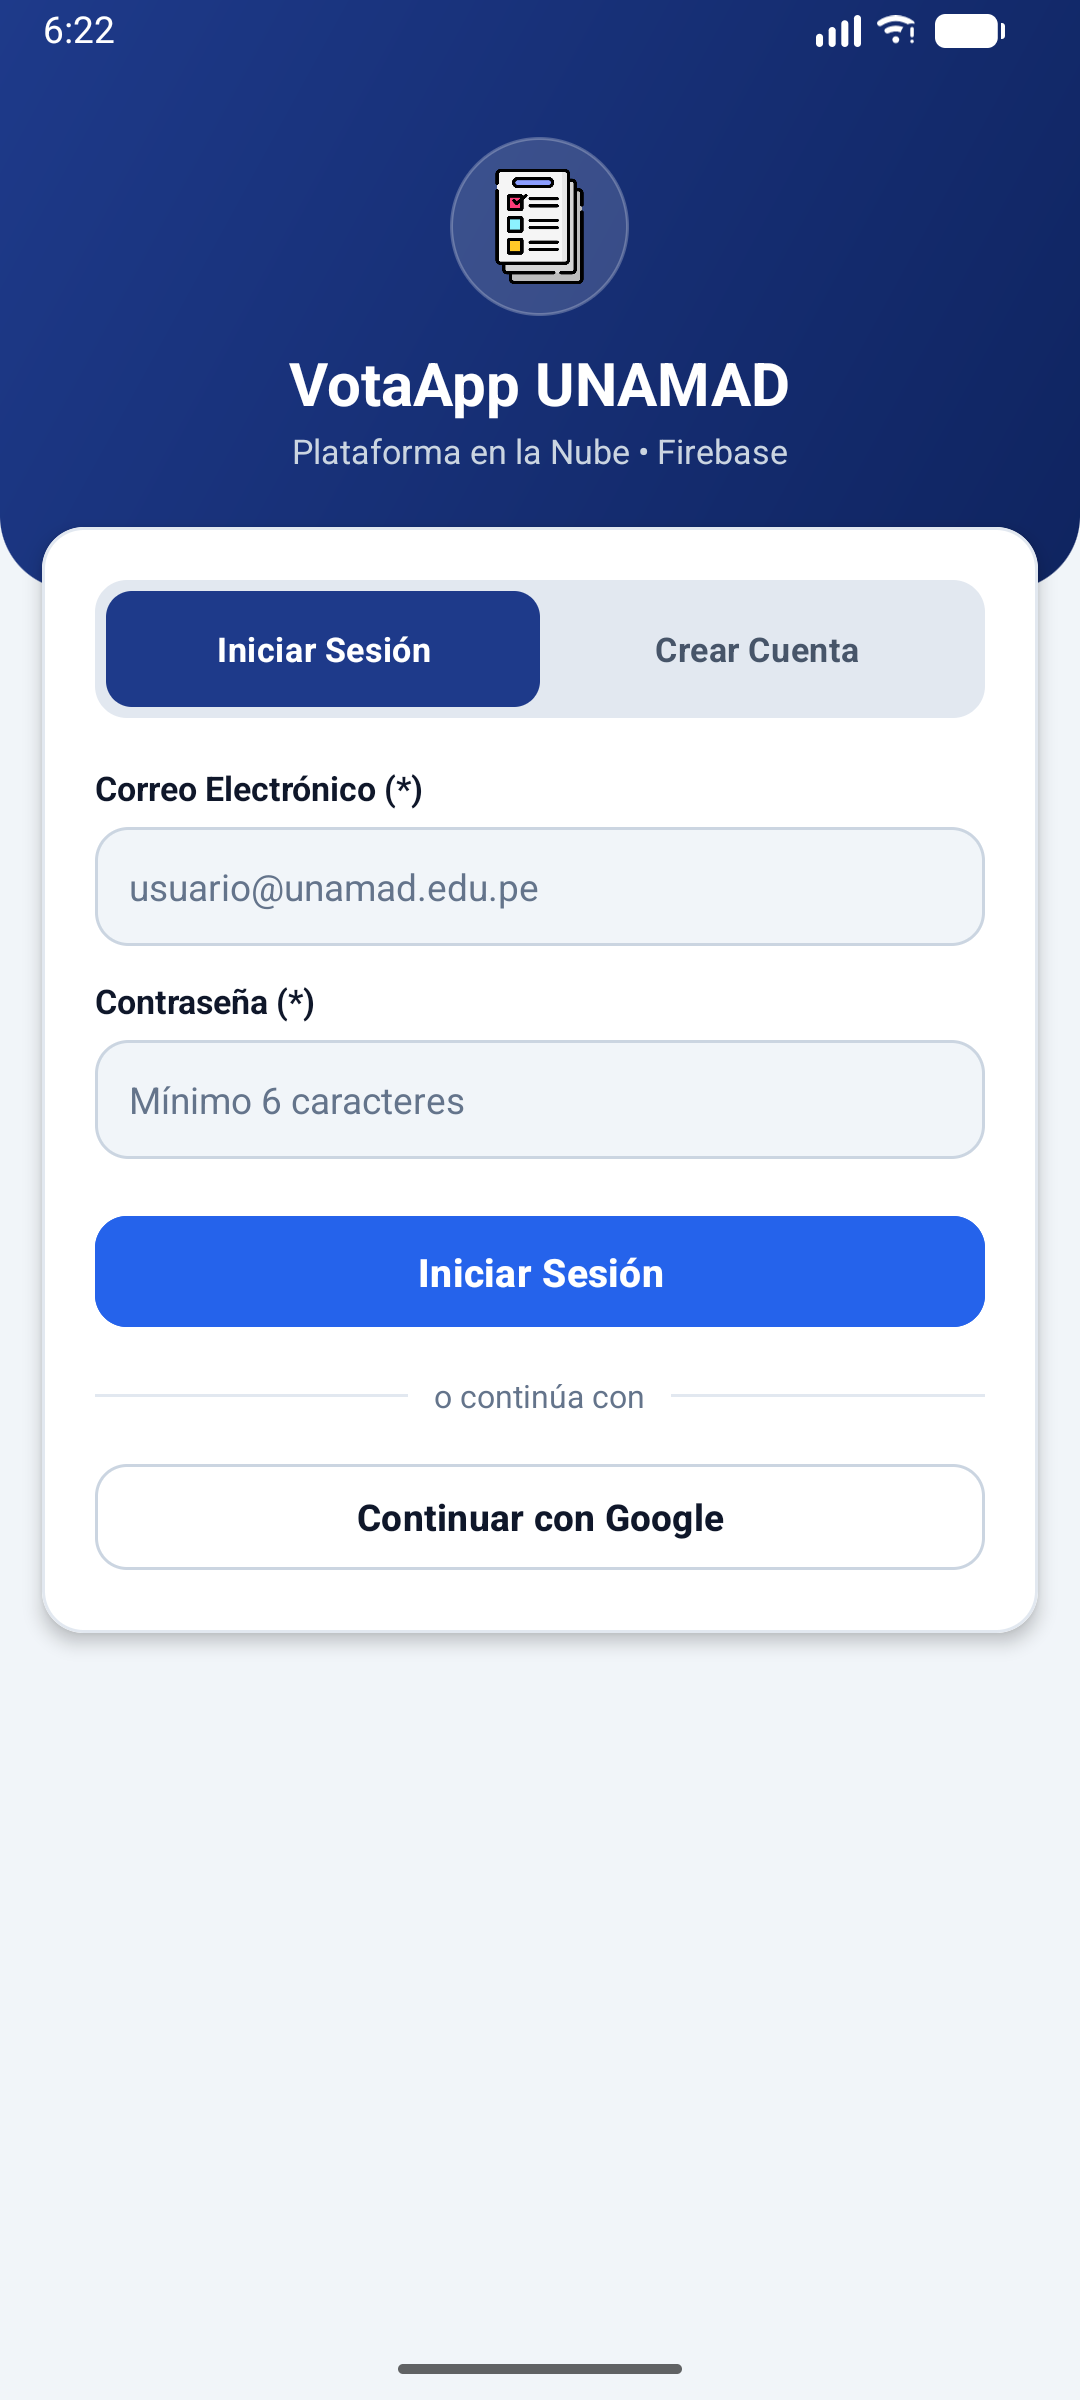 6:22
VotaApp UNAMAD
Plataforma en la Nube • Firebase
Iniciar Sesión
Crear Cuenta
Correo Electrónico (*)
usuario@unamad.edu.pe
Contraseña (*)
Mínimo 6 caracteres
Iniciar Sesión
o continúa con
Continuar con Google